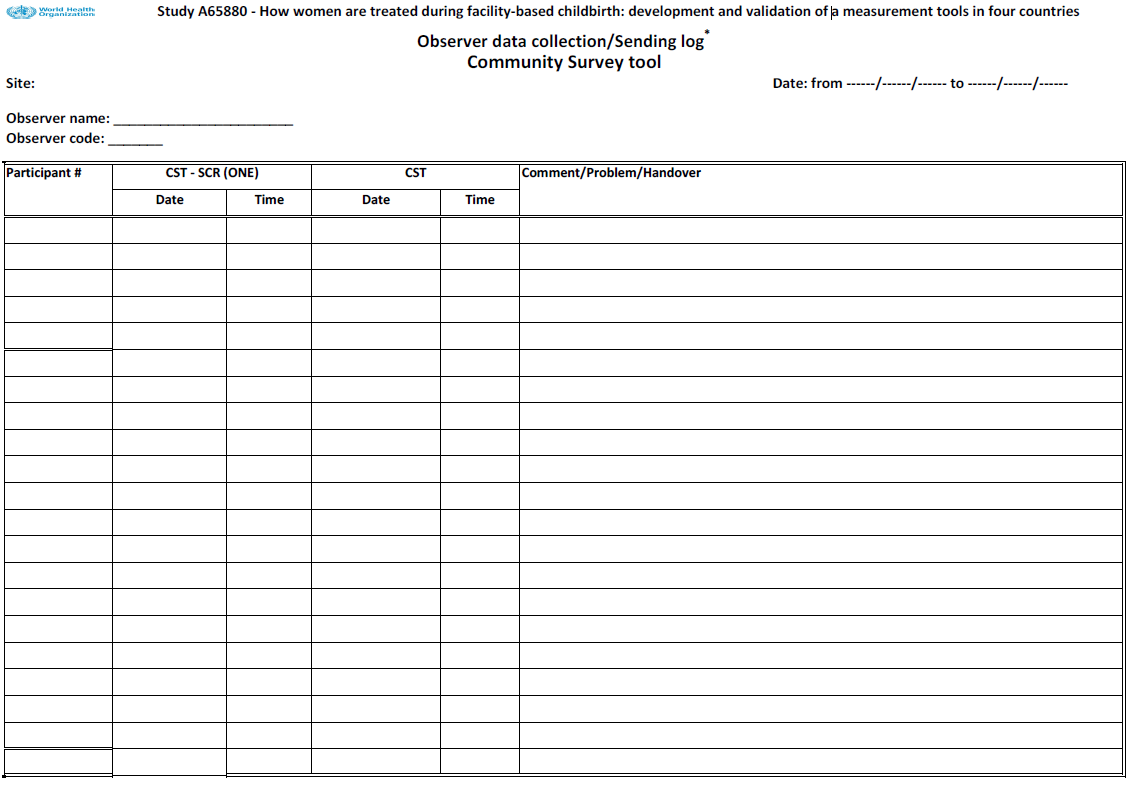 World Health Organization
Study A65880 - How women are treated during facility-based childbirth: development and validation of a measurement tools in four countries
Observer data collection/Sending log*
Community Survey tool
Site:
Date: from ------/------/------ to ------/------/------
Observer name: _______________________
Observer code: _______
Participant # CST - SCR (ONE) CST Comment/Problem/Handover
Date Time Date Time